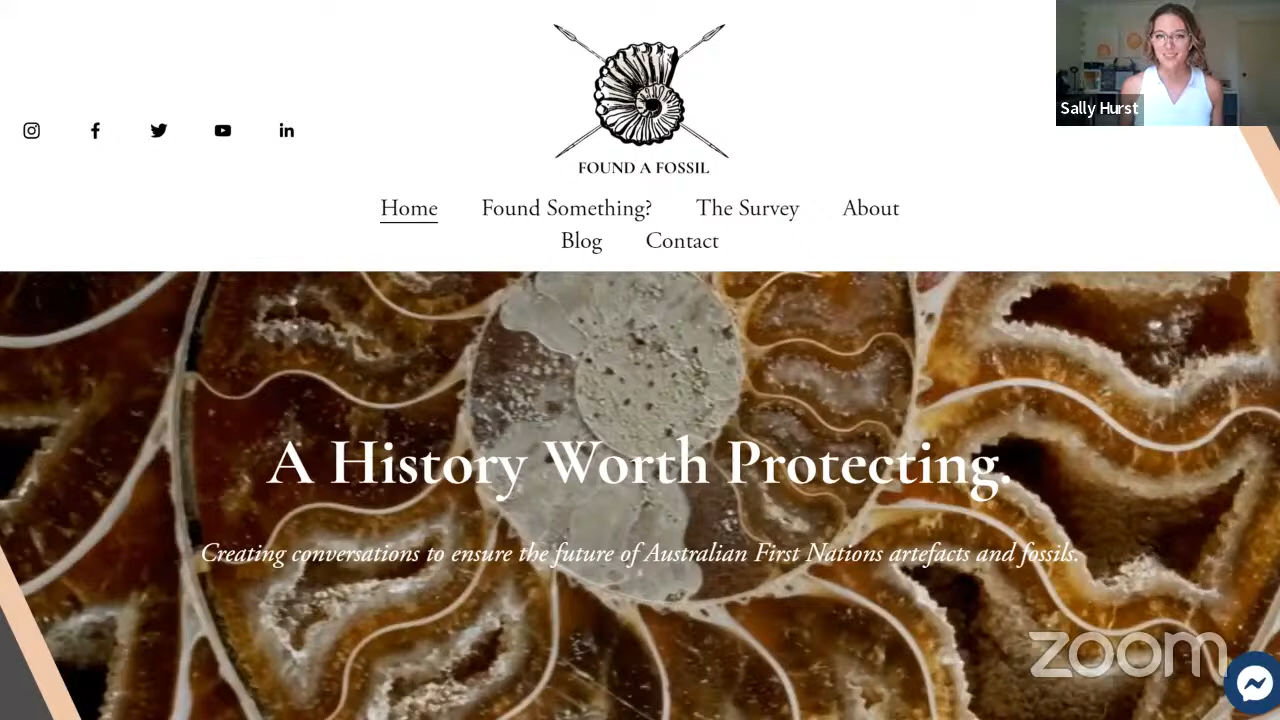 Sally Hurst
FOUND A FOSSIL
Home Found Something? The Survey About
Blog Contact
A History Worth Protecting.
Creating conversations to ensure the future of Australian First Nations artefacts and fossils.
zoom